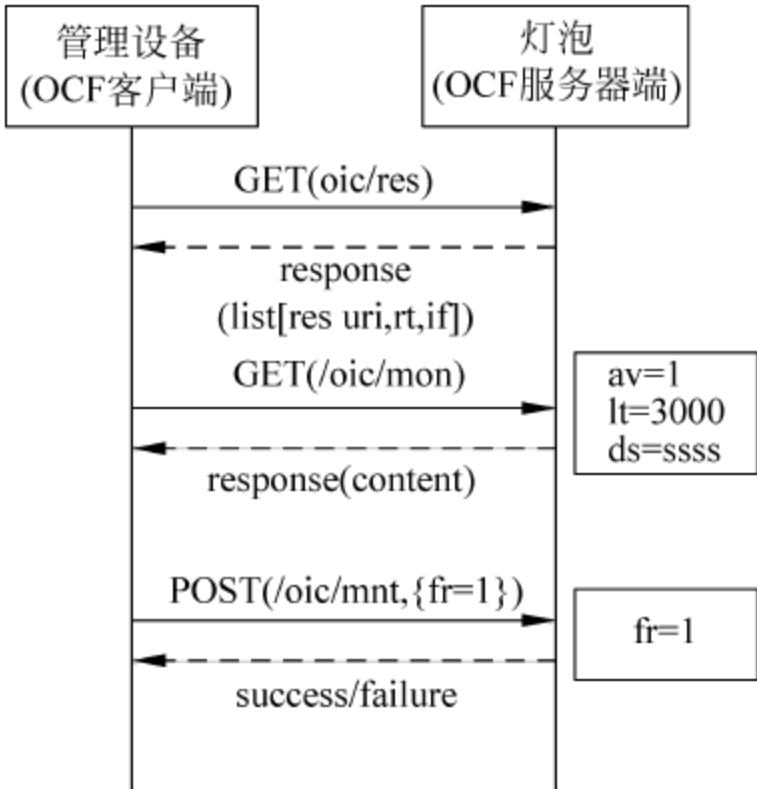 管理设备
(OCF客户端)
灯泡
(OCF服务器端)
GET(oic/res)
response
(list[res uri,rt,if])
GET(/oic/mon)
av=1
lt=3000
ds=ssss
response(content)
POST(/oic/mnt,{fr=1})
fr=1
success/failure